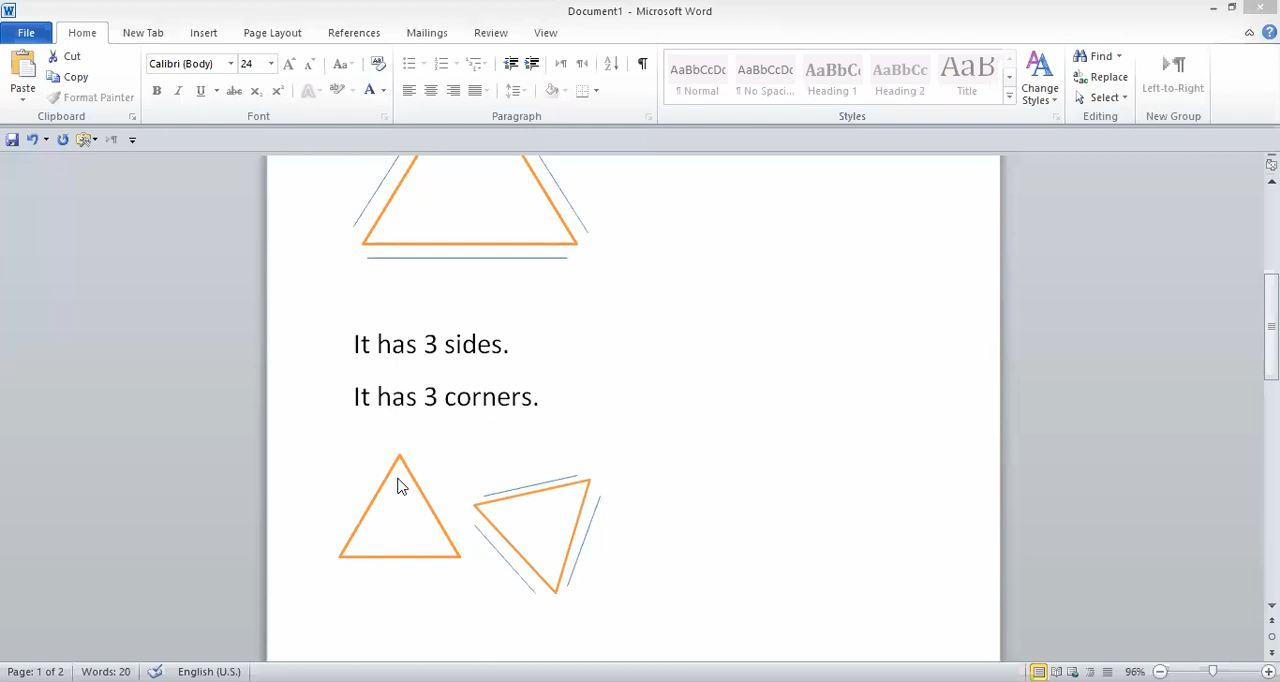 Document1 - Microsoft Word
File Home New Tab Insert Page Layout References Mailings Review View
Cut
Copy
Format Painter
Paste
Clipboard
Calibri (Body) 24
Font
Paragraph
AaBbCcDc AaBbCcDc AaBbC AaBbCc AaB
¶ Normal ¶ No Spaci... Heading 1 Heading 2 Title
Styles
Change
Styles
Find
Replace
Select
Editing
Left-to-Right
New Group
It has 3 sides.
It has 3 corners.
Page: 1 of 2 Words: 20 English (U.S.) 96%